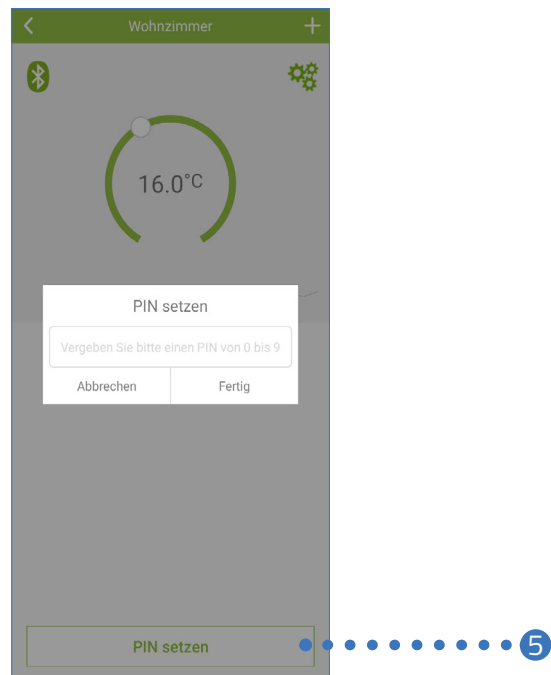 Wohnzimmer
16.0°C
PIN setzen
Vergeben Sie bitte einen PIN von 0 bis 9
Abbrechen Fertig
PIN setzen
5